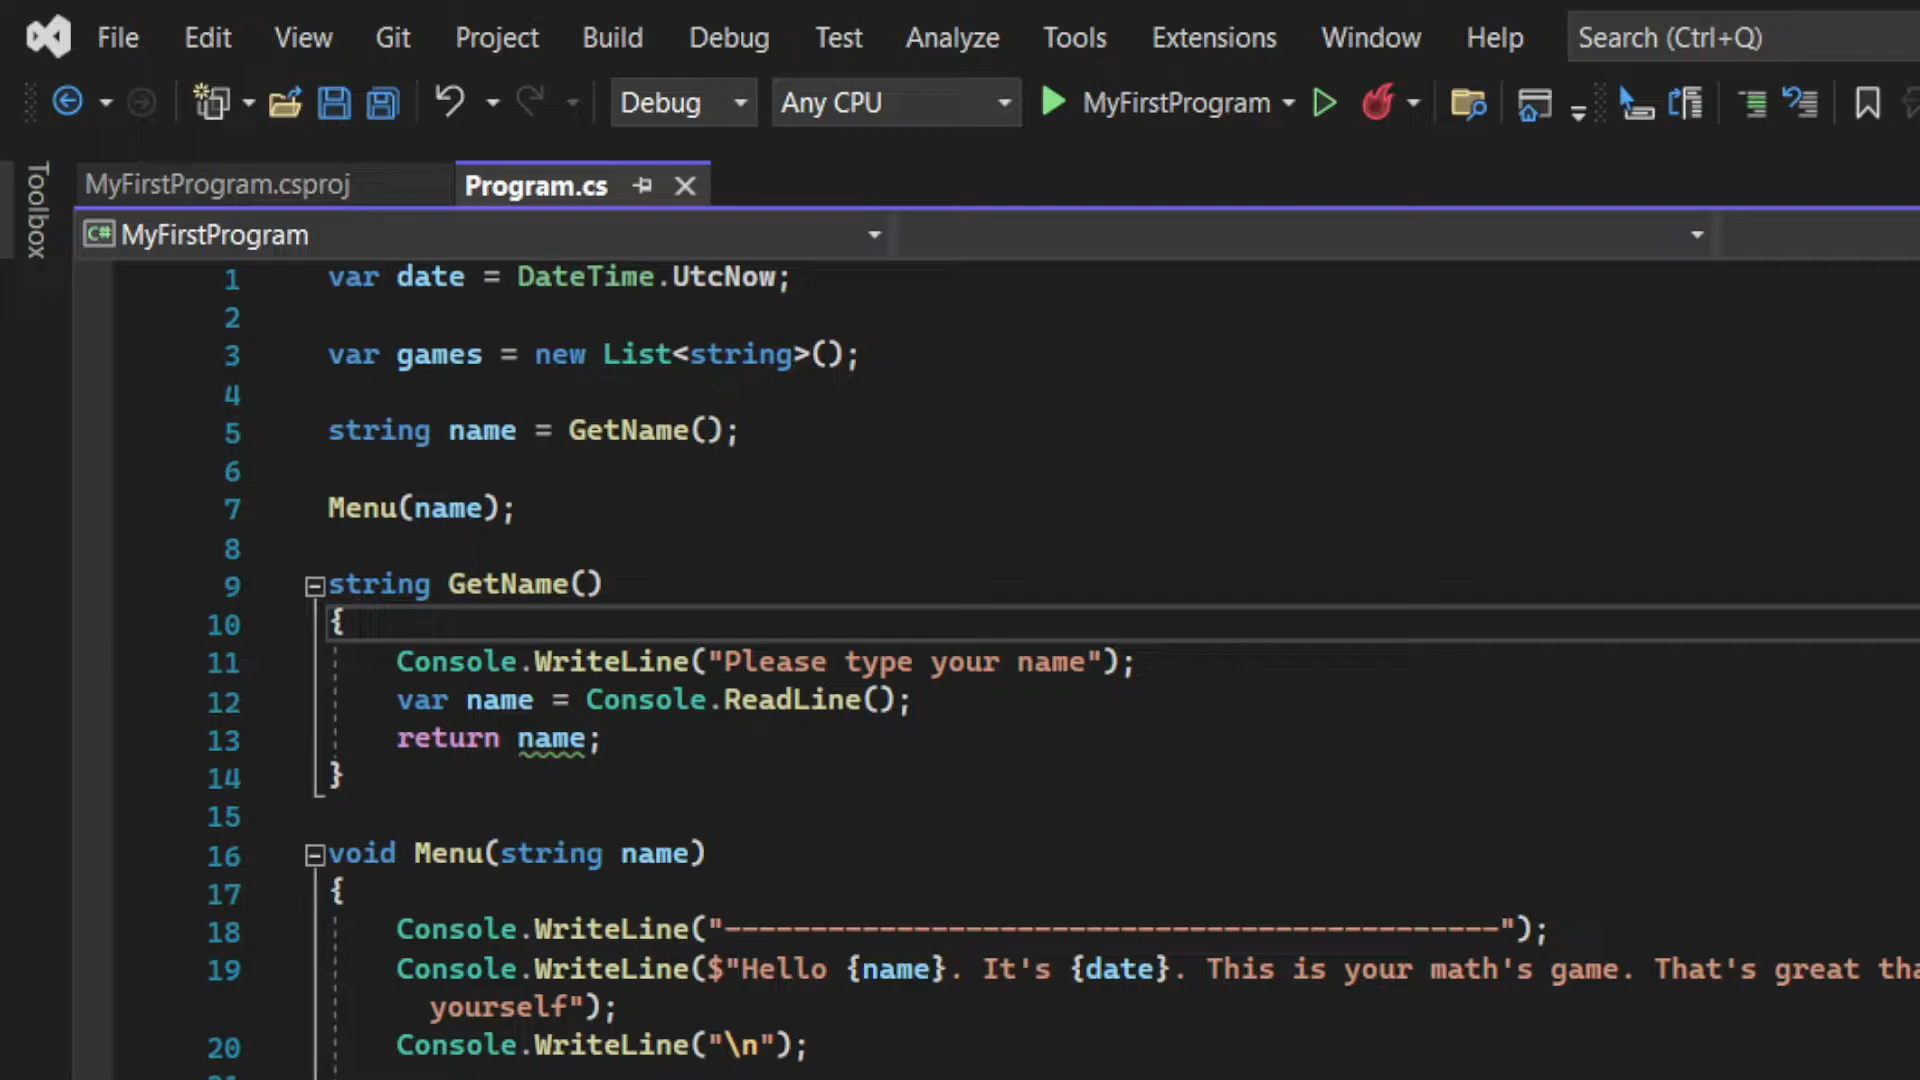 File Edit View Git Project Build Debug Test Analyze Tools Extensions Window Help Search (Ctrl+Q)
Debug Any CPU MyFirstProgram
Toolbox
MyFirstProgram.csproj Program.cs
C# MyFirstProgram
1 var date = DateTime.UtcNow;
2
3 var games = new List<string>();
4
5 string name = GetName();
6
7 Menu(name);
8
9 string GetName()
10 {
11 Console.WriteLine("Please type your name");
12 var name = Console.ReadLine();
13 return name;
14 }
15
16 void Menu(string name)
17 {
18 Console.WriteLine("---------------------------------------------");
19 Console.WriteLine($"Hello {name}. It's {date}. This is your math's game. That's great tha
yourself");
20 Console.WriteLine("\n");